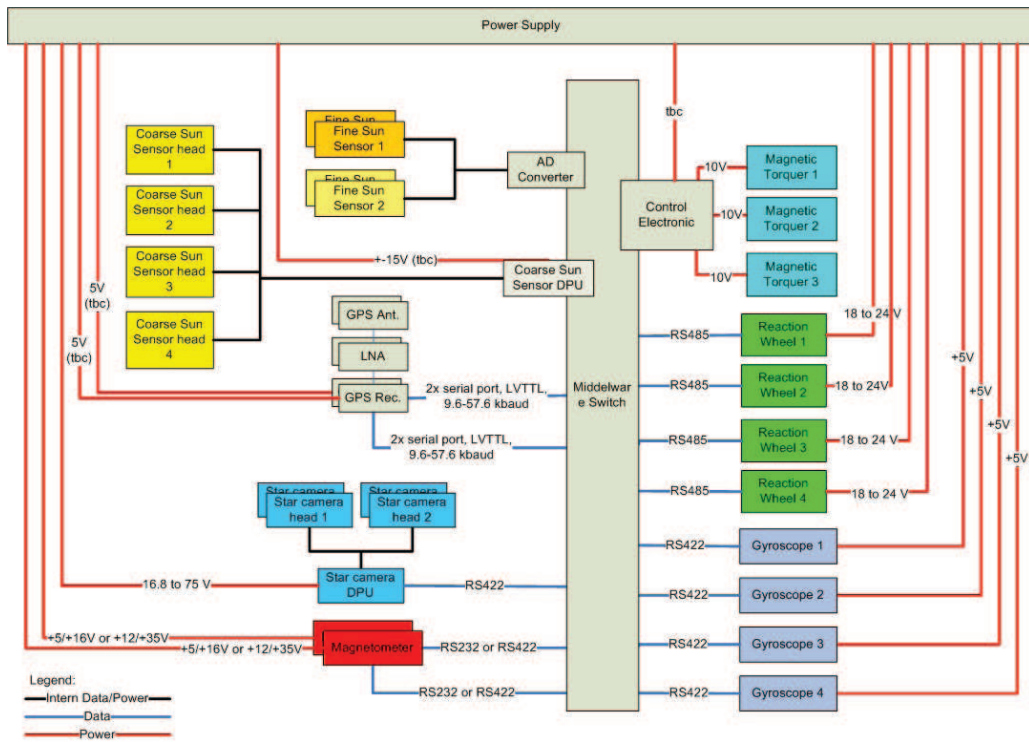 Power Supply
tbc
Fine Sun
Fine Sun
Sensor 1
Fine Sun
Fine Sun
Sensor 2
AD
Converter
Coarse Sun
Sensor head
1
Coarse Sun
Sensor head
2
Coarse Sun
Sensor head
3
Coarse Sun
Sensor head
4
+-15V (tbc)
Coarse Sun
Sensor DPU
5V
(tbc)
5V
(tbc)
GPS Ant.
LNA
GPS Rec.
2x serial port, LVTTL,
9.6-57.6 kbaud
2x serial port, LVTTL,
9.6-57.6 kbaud
Middelwar
e Switch
Control
Electronic
10V
Magnetic
Torquer 1
10V
Magnetic
Torquer 2
10V
Magnetic
Torquer 3
RS485
Reaction
Wheel 1
18 to 24 V
RS485
Reaction
Wheel 2
18 to 24V
RS485
Reaction
Wheel 3
18 to 24 V
RS485
Reaction
Wheel 4
18 to 24 V
+5V
+5V
+5V
+5V
Star camera
Star camera
head 1
Star camera
Star camera
head 2
Star camera
DPU
16.8 to 75 V
RS422
RS422
Gyroscope 1
RS422
Gyroscope 2
RS422
Gyroscope 3
RS422
Gyroscope 4
+5/+16V or +12/+35V
+5/+16V or +12/+35V
Magnetometer
RS232 or RS422
RS232 or RS422
Legend:
Intern Data/Power
Data
Power